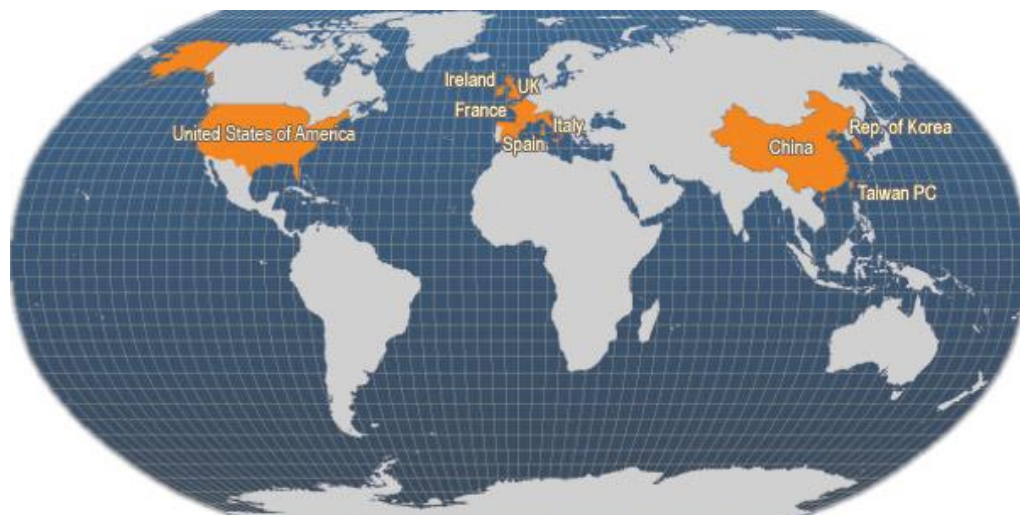 Ireland
UK
France
Italy
Spain
United States of America
Rep. of Korea
China
Taiwan PC